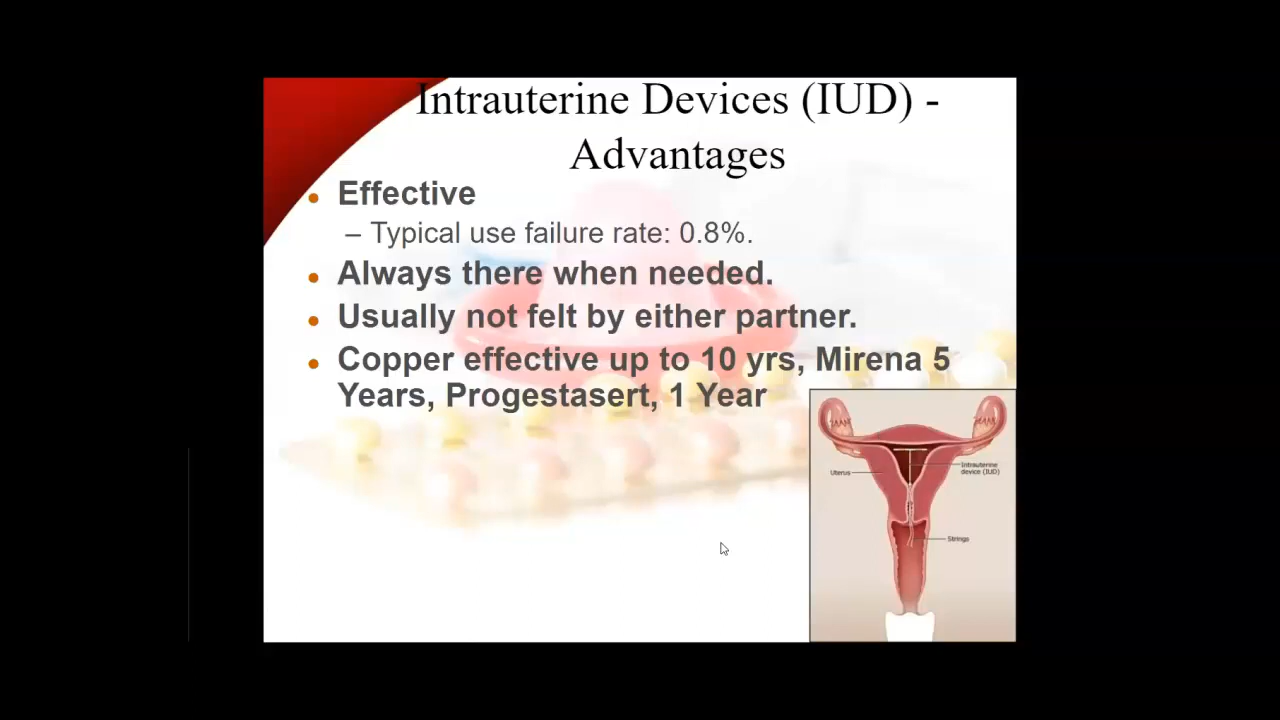 Intrauterine Devices (IUD) -
Advantages
• Effective
– Typical use failure rate: 0.8%.
• Always there when needed.
• Usually not felt by either partner.
• Copper effective up to 10 yrs, Mirena 5
Years, Progestasert, 1 Year
Uterus
Intrauterine
device (IUD)
Strings